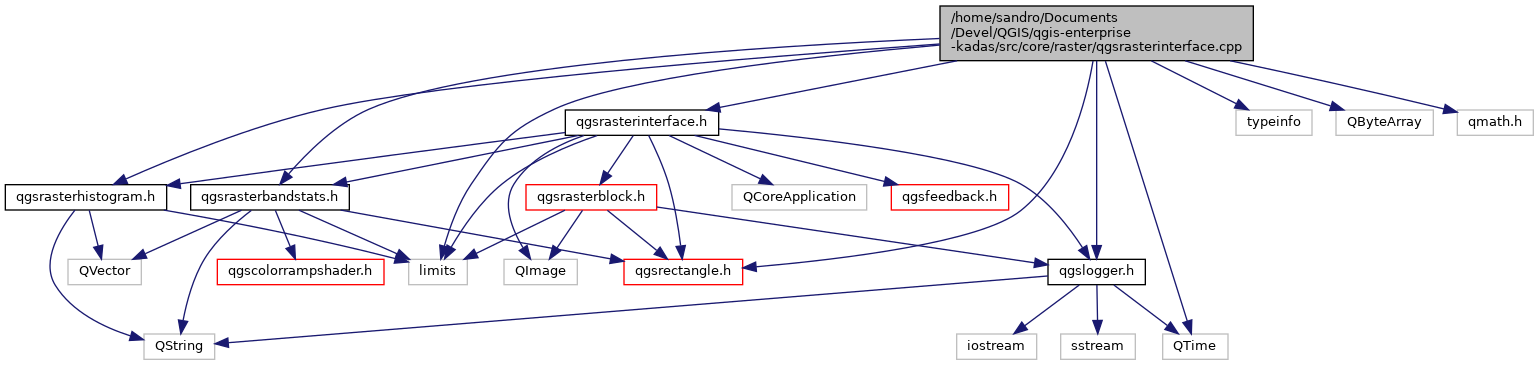 /home/sandro/Documents
/Devel/QGIS/qgis-enterprise
-kadas/src/core/raster/qgsrasterinterface.cpp
qgsrasterinterface.h
typeinfo
QByteArray
qmath.h
qgsrasterhistogram.h
qgsrasterbandstats.h
qgsrasterblock.h
QCoreApplication
qgsfeedback.h
QVector
qgscolorrampshader.h
limits
QImage
qgsrectangle.h
qgslogger.h
QString
iostream
sstream
QTime